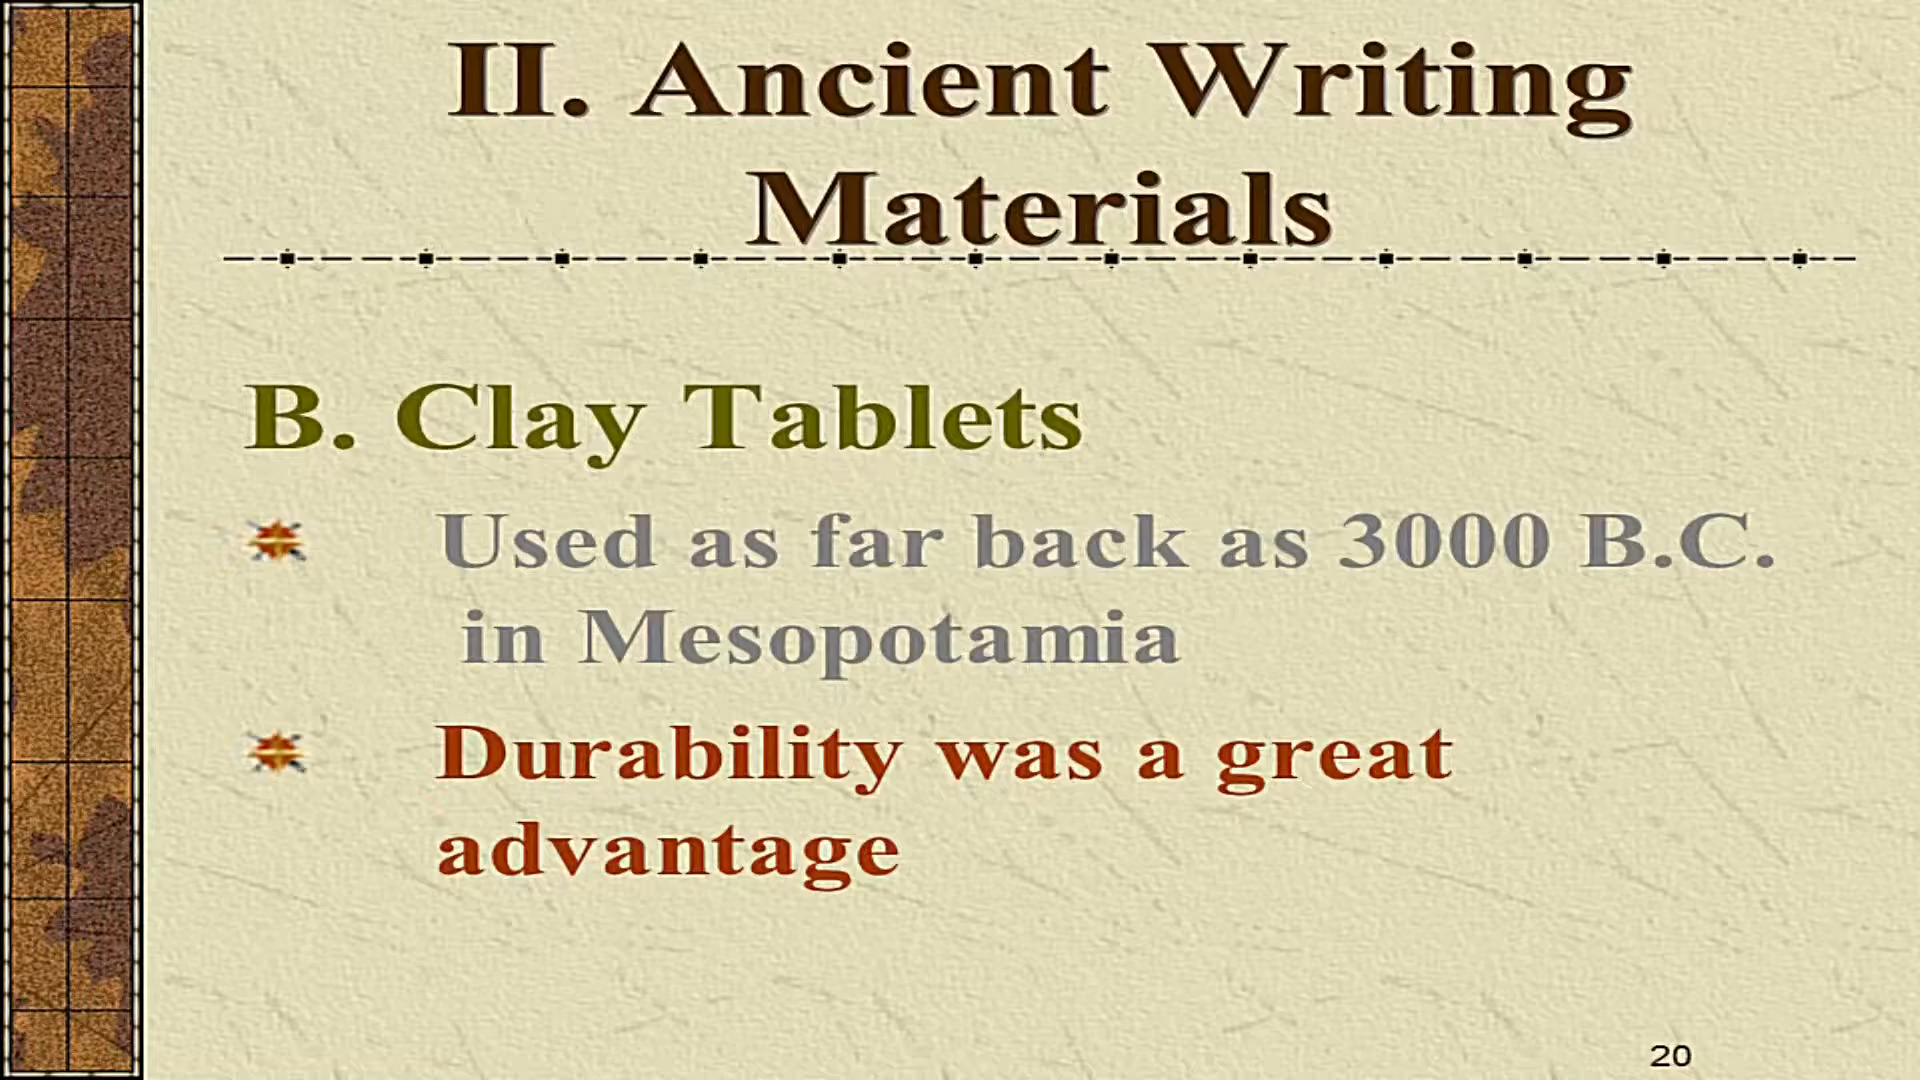 II. Ancient Writing
Materials
B. Clay Tablets
Used as far back as 3000 B.C.
in Mesopotamia
Durability was a great
advantage
20